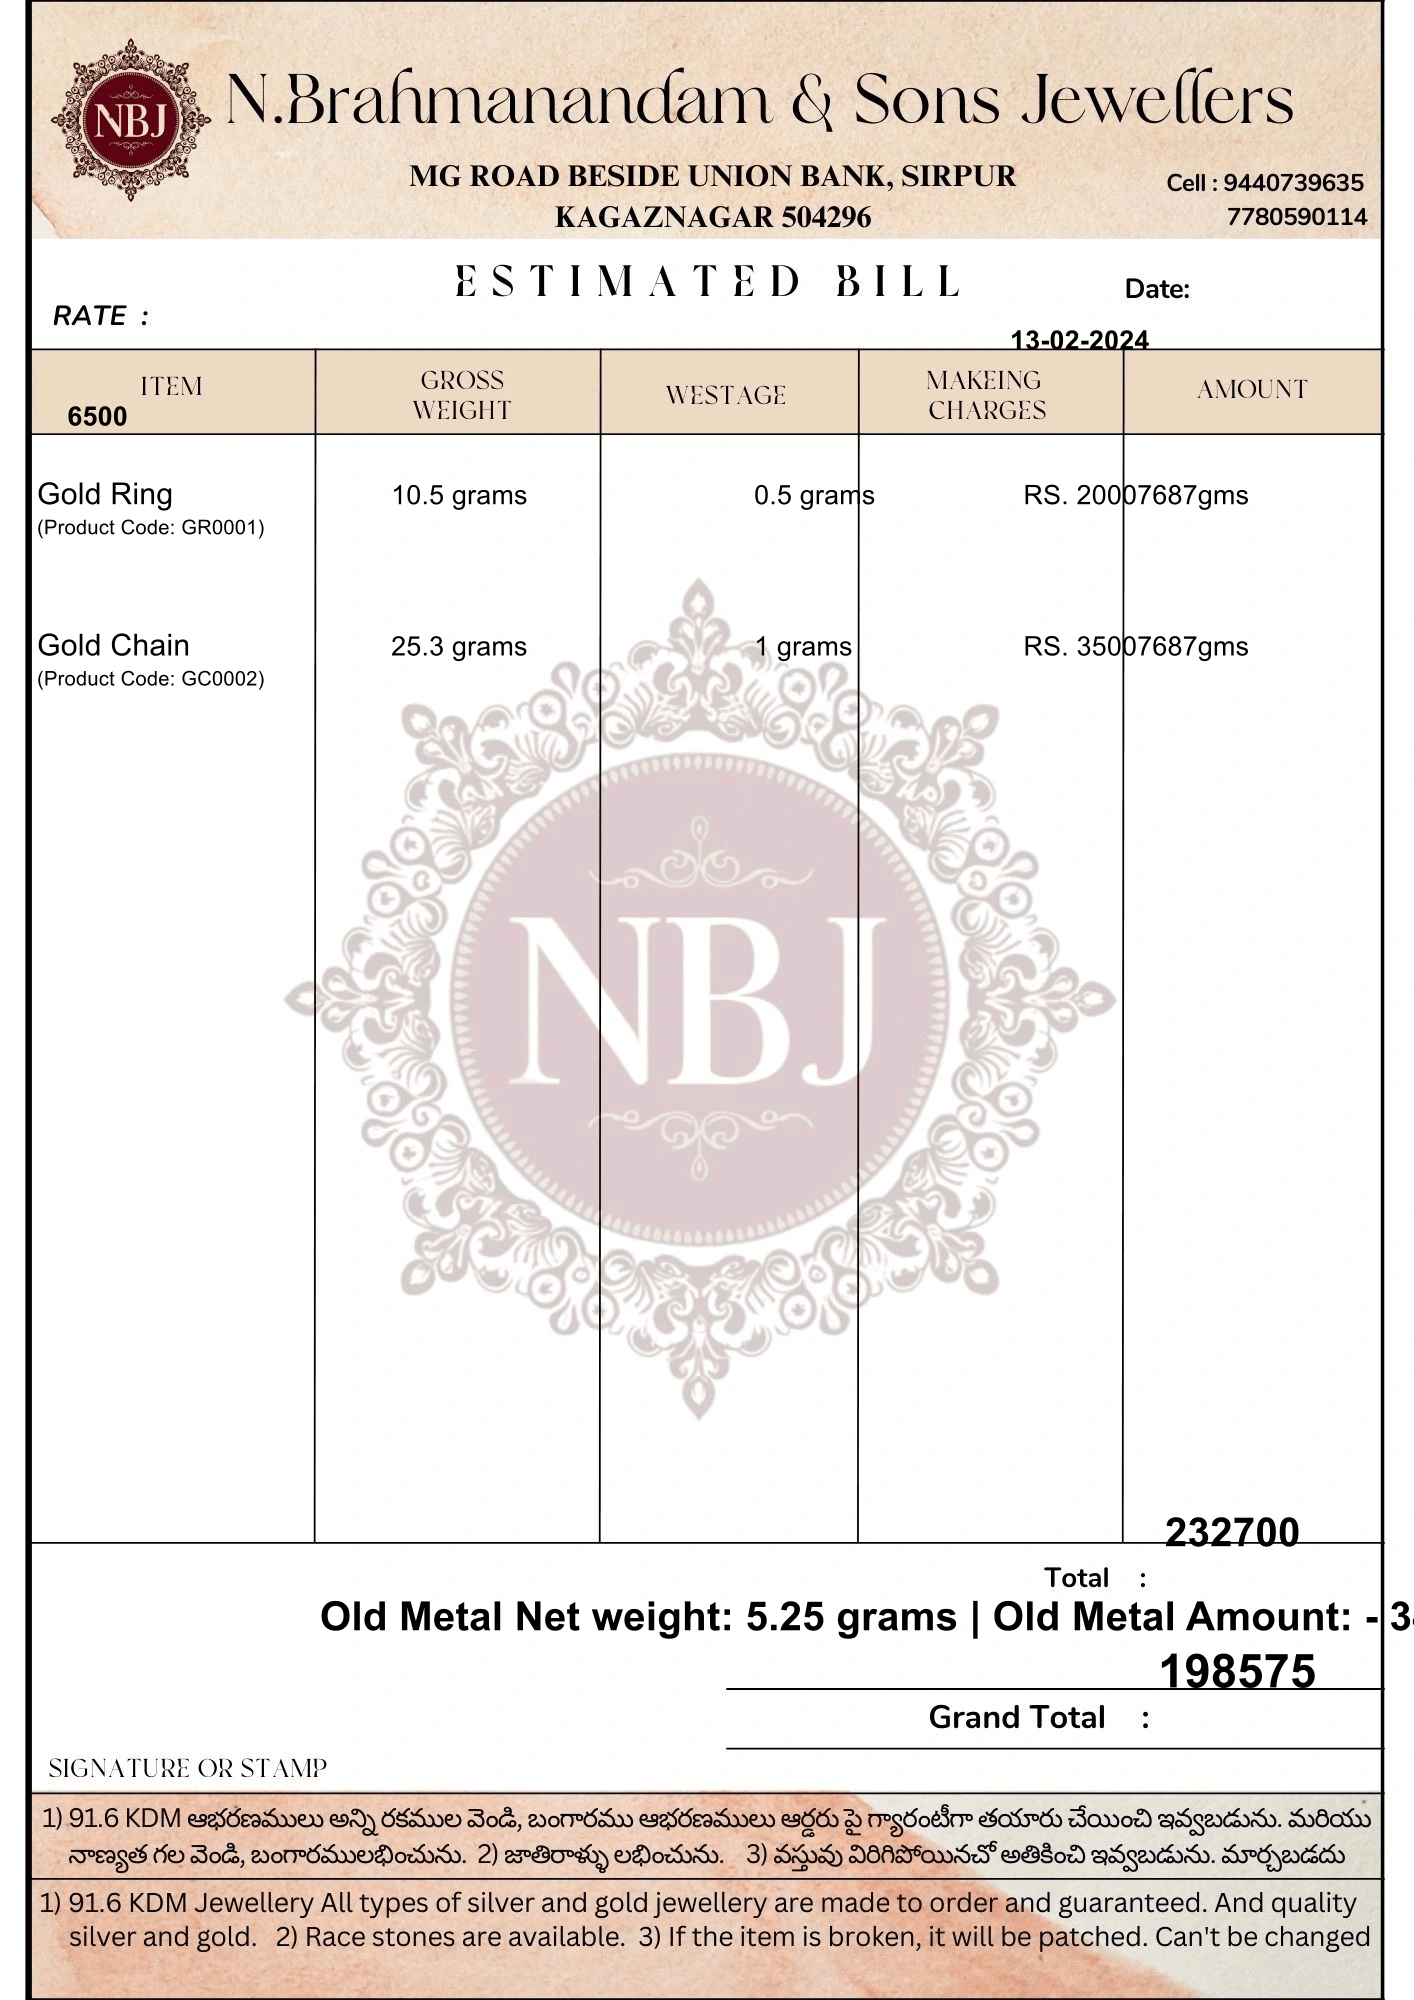 NBJ
N.Brahmanandam & Sons Jewellers
MG ROAD BESIDE UNION BANK, SIRPUR
KAGAZNAGAR 504296
Cell : 9440739635
7780590114
ESTIMATED BILL
Date:
RATE :
13-02-2024
ITEM GROSS WEIGHT WESTAGE MAKEING CHARGES AMOUNT
6500
Gold Ring 10.5 grams 0.5 grams RS. 20007687gms
(Product Code: GR0001)
Gold Chain 25.3 grams 1 grams RS. 35007687gms
(Product Code: GC0002)
NBJ
232700
Total :
Old Metal Net weight: 5.25 grams | Old Metal Amount: - 3
198575
Grand Total :
SIGNATURE OR STAMP
1) 91.6 KDM ఆభరణములు అన్ని రకముల వెండి, బంగారము ఆభరణములు ఆర్డరు పై గ్యారంటీగా తయారు చేయించి ఇవ్వబడును. మరియు
నాణ్యత గల వెండి, బంగారములభించును. 2) జాతిరాళ్ళు లభించును. 3) వస్తువు విరిగిపోయినచో అతికించి ఇవ్వబడును. మార్చబడదు
1) 91.6 KDM Jewellery All types of silver and gold jewellery are made to order and guaranteed. And quality
silver and gold. 2) Race stones are available. 3) If the item is broken, it will be patched. Can't be changed